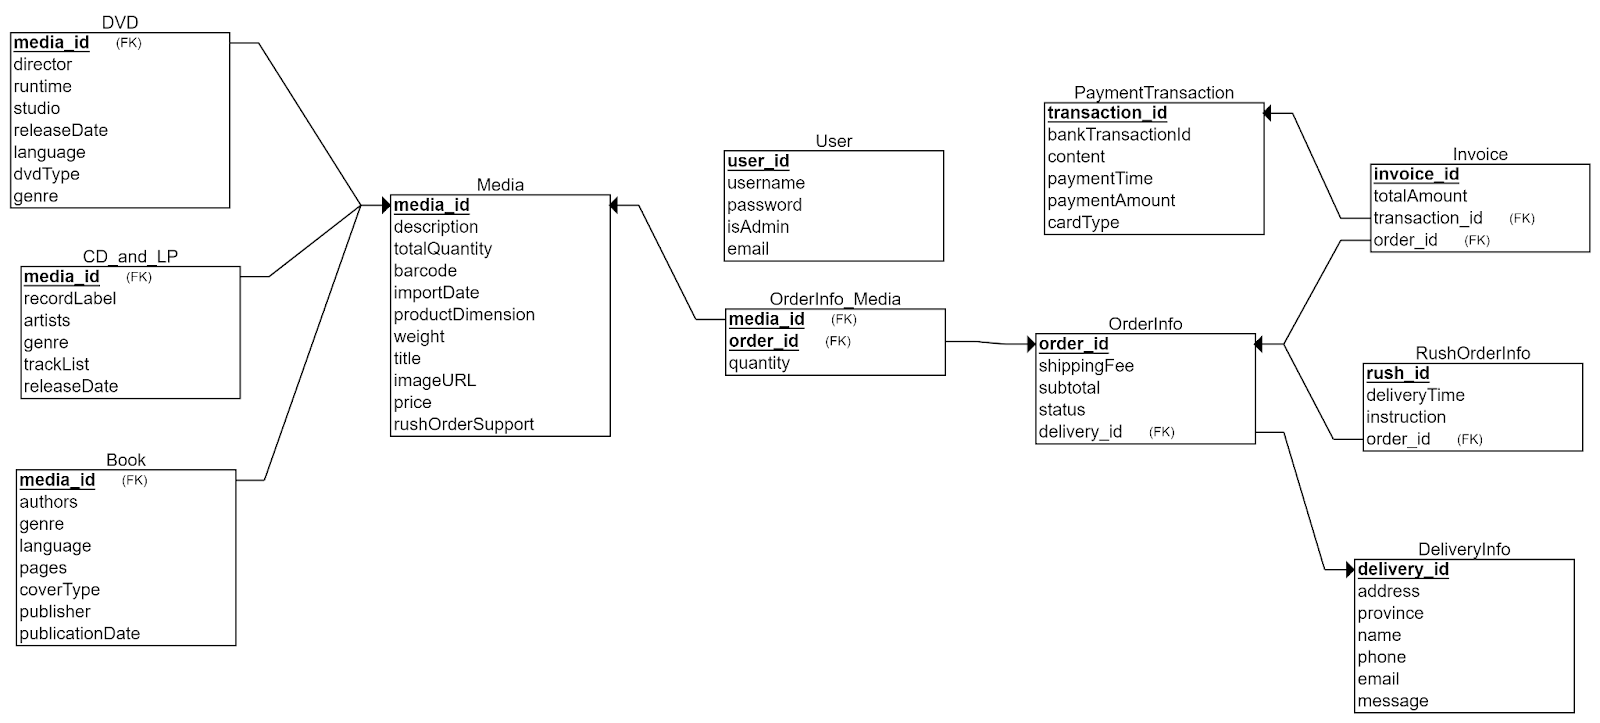 DVD
media_id (FK)
director
runtime
studio
releaseDate
language
dvdType
genre
CD_and_LP
media_id (FK)
recordLabel
artists
genre
trackList
releaseDate
Book
media_id (FK)
authors
genre
language
pages
coverType
publisher
publicationDate
Media
media_id
description
totalQuantity
barcode
importDate
productDimension
weight
title
imageURL
price
rushOrderSupport
User
user_id
username
password
isAdmin
email
OrderInfo_Media
media_id (FK)
order_id (FK)
quantity
PaymentTransaction
transaction_id
bankTransactionId
content
paymentTime
paymentAmount
cardType
OrderInfo
order_id
shippingFee
subtotal
status
delivery_id (FK)
Invoice
invoice_id
totalAmount
transaction_id (FK)
order_id (FK)
RushOrderInfo
rush_id
deliveryTime
instruction
order_id (FK)
DeliveryInfo
delivery_id
address
province
name
phone
email
message